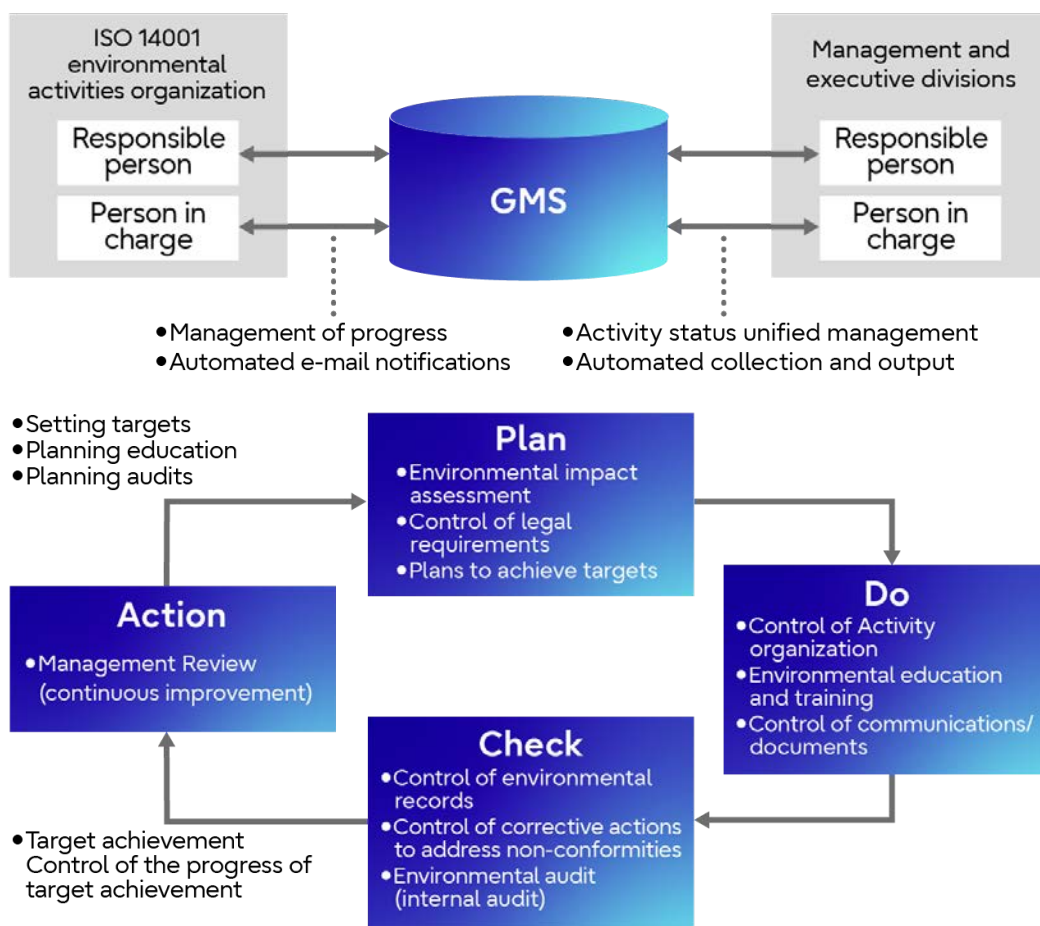 ISO 14001
environmental
activities organization
Responsible
person
Person in
charge
GMS
Management and
executive divisions
Responsible
person
Person in
charge
●Management of progress
●Automated e-mail notifications
●Activity status unified management
●Automated collection and output
●Setting targets
●Planning education
●Planning audits
Plan
●Environmental impact
assessment
●Control of legal
requirements
●Plans to achieve targets
Do
●Control of Activity
organization
●Environmental education
and training
●Control of communications/
documents
Check
●Control of environmental
records
●Control of corrective actions
to address non-conformities
●Environmental audit
(internal audit)
Action
●Management Review
(continuous improvement)
●Target achievement
Control of the progress of
target achievement